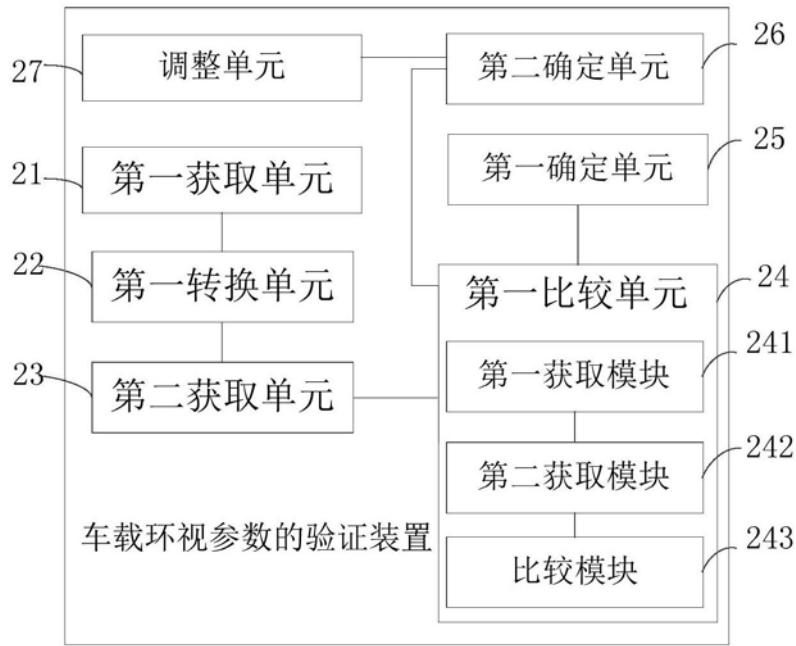 27
调整单元
第二确定单元
26
21
第一获取单元
第一确定单元
25
22
第一转换单元
第一比较单元
24
23
第二获取单元
第一获取模块
241
第二获取模块
242
车载环视参数的验证装置
比较模块
243